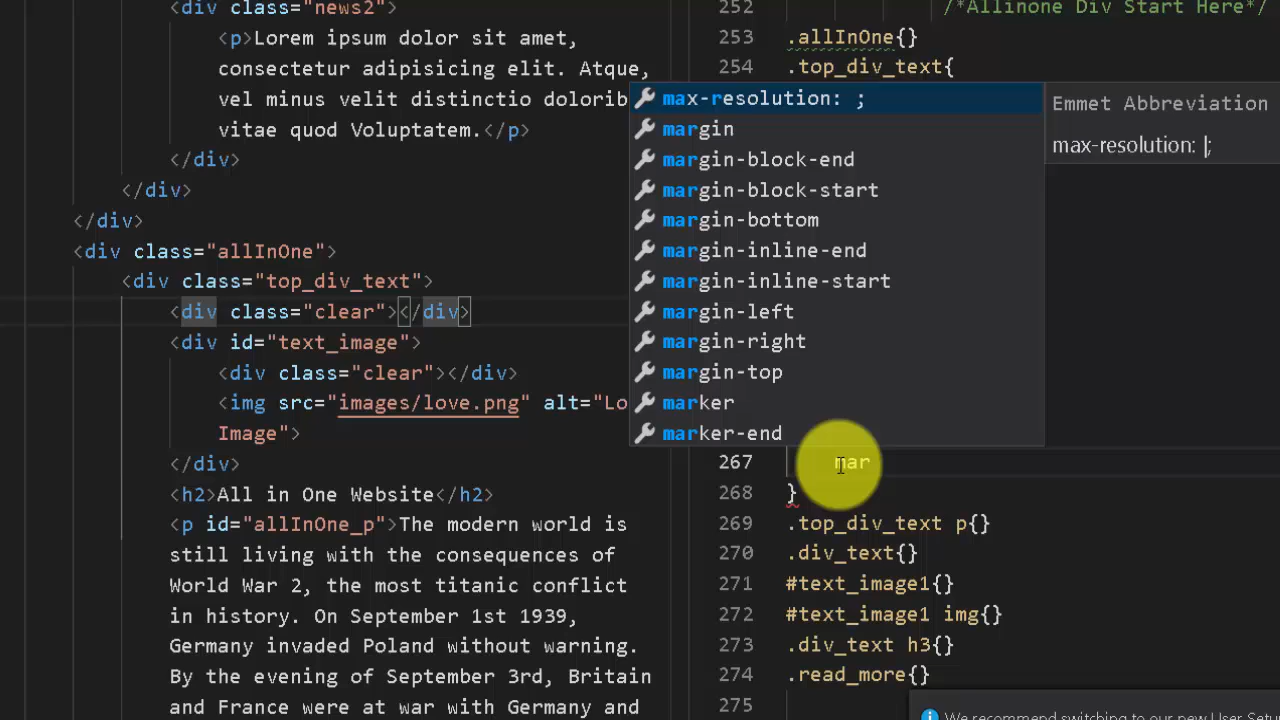 <div class="news2">
<p>Lorem ipsum dolor sit amet,
consectetur adipisicing elit. Atque,
vel minus velit distinctio dolorib
vitae quod Voluptatem.</p>
</div>
</div>
</div>
<div class="allInOne">
<div class="top_div_text">
<div class="clear"></div>
<div id="text_image">
<div class="clear"></div>
<img src="images/love.png" alt="Lo
Image">
</div>
<h2>All in One Website</h2>
<p id="allInOne_p">The modern world is
still living with the consequences of
World War 2, the most titanic conflict
in history. On September 1st 1939,
Germany invaded Poland without warning.
By the evening of September 3rd, Britain
and France were at war with Germany and
252 /*Allinone Div Start Here*/
253 .allInOne{}
254 .top_div_text{
max-resolution: ;
margin
margin-block-end
margin-block-start
margin-bottom
margin-inline-end
margin-inline-start
margin-left
margin-right
margin-top
marker
marker-end
Emmet Abbreviation
max-resolution: |;
267 mar
268 }
269 .top_div_text p{}
270 .div_text{}
271 #text_image1{}
272 #text_image1 img{}
273 .div_text h3{}
274 .read_more{}
275
We recommend switching to our new User Setu